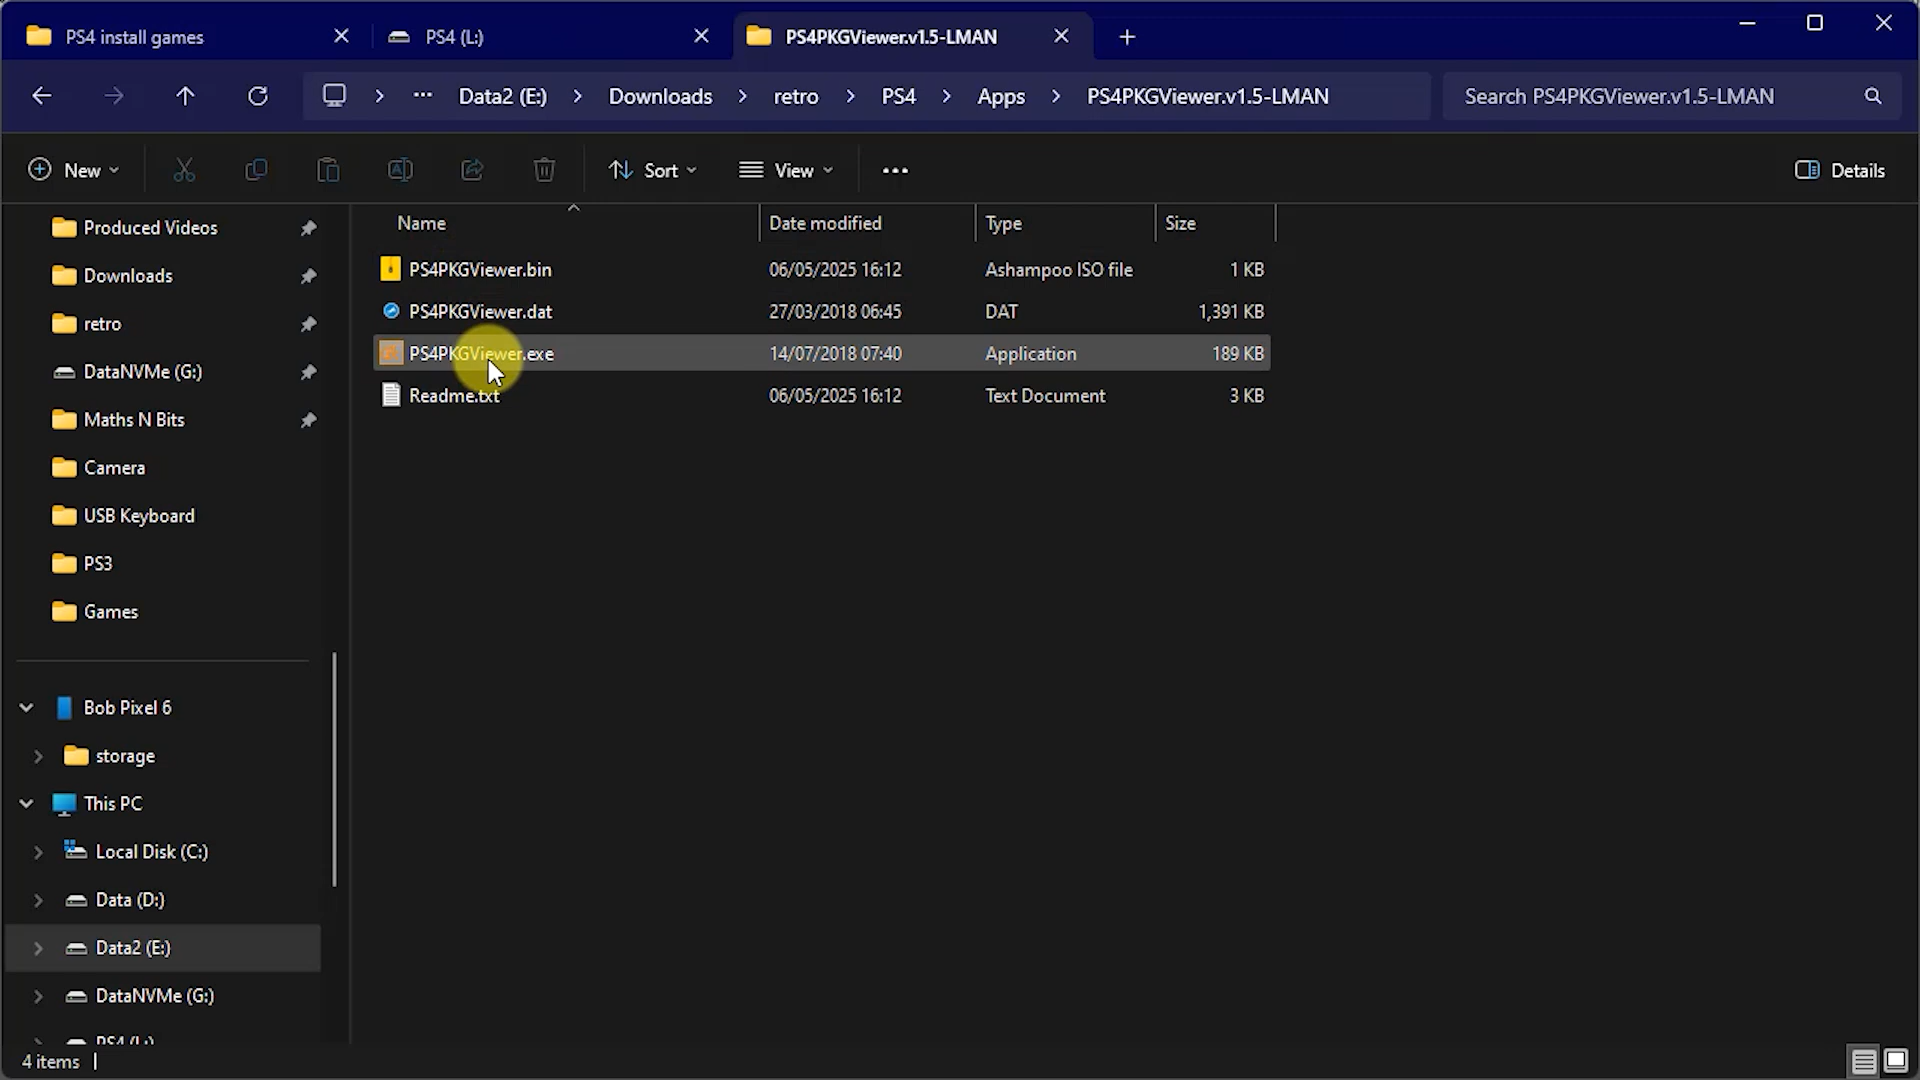 PS4 install games
PS4 (L:)
PS4PKGViewer.v1.5-LMAN
Data2 (E:) > Downloads > retro > PS4 > Apps > PS4PKGViewer.v1.5-LMAN
Search PS4PKGViewer.v1.5-LMAN
New
Sort
View
Details
Produced Videos
Downloads
retro
DataNVMe (G:)
Maths N Bits
Camera
USB Keyboard
PS3
Games
Bob Pixel 6
storage
This PC
Local Disk (C:)
Data (D:)
Data2 (E:)
DataNVMe (G:)
PS4 (L:)
Name Date modified Type Size
PS4PKGViewer.bin 06/05/2025 16:12 Ashampoo ISO file 1 KB
PS4PKGViewer.dat 27/03/2018 06:45 DAT 1,391 KB
PS4PKGViewer.exe 14/07/2018 07:40 Application 189 KB
Readme.txt 06/05/2025 16:12 Text Document 3 KB
4 items